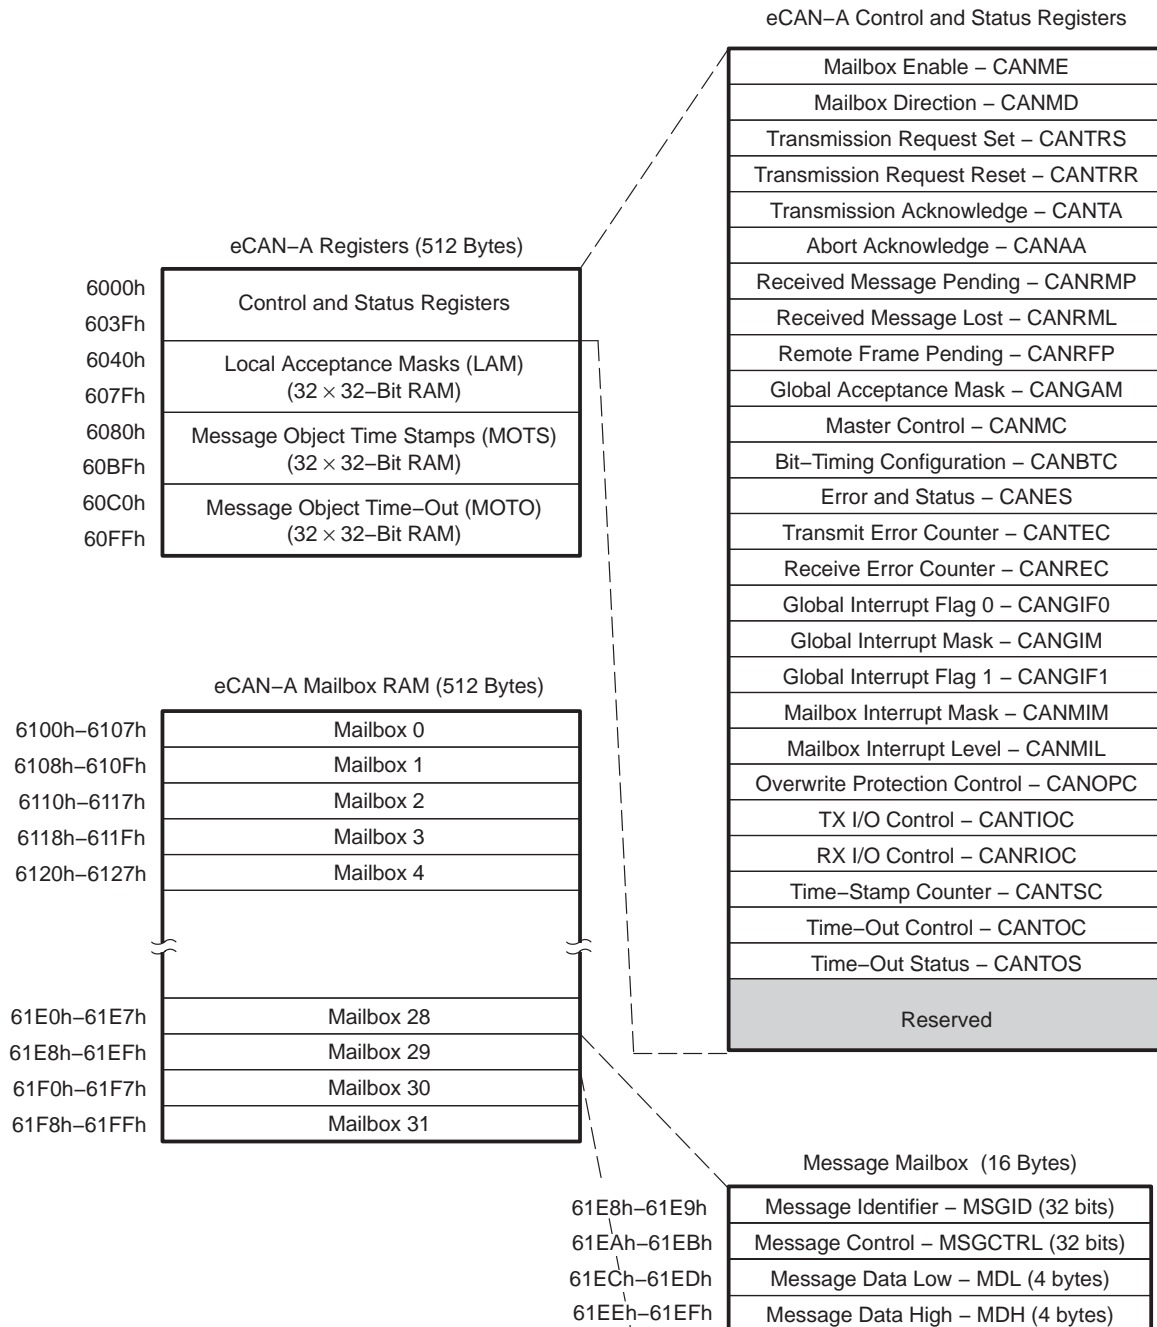 eCAN−A Control and Status Registers
Mailbox Enable − CANME
Mailbox Direction − CANMD
Transmission Request Set − CANTRS
Transmission Request Reset − CANTRR
Transmission Acknowledge − CANTA
Abort Acknowledge − CANAA
Received Message Pending − CANRMP
Received Message Lost − CANRML
Remote Frame Pending − CANRFP
Global Acceptance Mask − CANGAM
Master Control − CANMC
Bit−Timing Configuration − CANBTC
Error and Status − CANES
Transmit Error Counter − CANTEC
Receive Error Counter − CANREC
Global Interrupt Flag 0 − CANGIF0
Global Interrupt Mask − CANGIM
Global Interrupt Flag 1 − CANGIF1
Mailbox Interrupt Mask − CANMIM
Mailbox Interrupt Level − CANMIL
Overwrite Protection Control − CANOPC
TX I/O Control − CANTIOC
RX I/O Control − CANRIOC
Time−Stamp Counter − CANTSC
Time−Out Control − CANTOC
Time−Out Status − CANTOS
Reserved
eCAN−A Registers (512 Bytes)
6000h
603Fh
Control and Status Registers
6040h
607Fh
Local Acceptance Masks (LAM)
(32 × 32−Bit RAM)
6080h
60BFh
Message Object Time Stamps (MOTS)
(32 × 32−Bit RAM)
60C0h
60FFh
Message Object Time−Out (MOTO)
(32 × 32−Bit RAM)
eCAN−A Mailbox RAM (512 Bytes)
6100h−6107h Mailbox 0
6108h−610Fh Mailbox 1
6110h−6117h Mailbox 2
6118h−611Fh Mailbox 3
6120h−6127h Mailbox 4
61E0h−61E7h Mailbox 28
61E8h−61EFh Mailbox 29
61F0h−61F7h Mailbox 30
61F8h−61FFh Mailbox 31
Message Mailbox (16 Bytes)
61E8h−61E9h Message Identifier − MSGID (32 bits)
61EAh−61EBh Message Control − MSGCTRL (32 bits)
61ECh−61EDh Message Data Low − MDL (4 bytes)
61EEh−61EFh Message Data High − MDH (4 bytes)